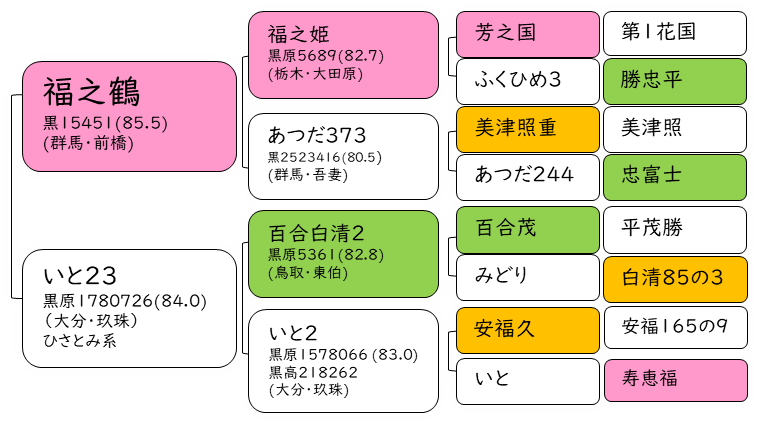 福之鶴
黒15451(85.5)
(群馬・前橋)
いと23
黒原1780726(84.0)
（大分・玖珠）
ひさとみ系
福之姫
黒原5689(82.7)
(栃木・大田原)
あつだ373
黒2523416(80.5)
(群馬・吾妻)
百合白清2
黒原5361(82.8)
(鳥取・東伯)
いと2
黒原1578066(83.0)
黒高218262
(大分・玖珠)
芳之国
ふくひめ3
美津照重
あつだ244
百合茂
みどり
安福久
いと
第1花国
勝忠平
美津照
忠富士
平茂勝
白清85の3
安福165の9
寿恵福